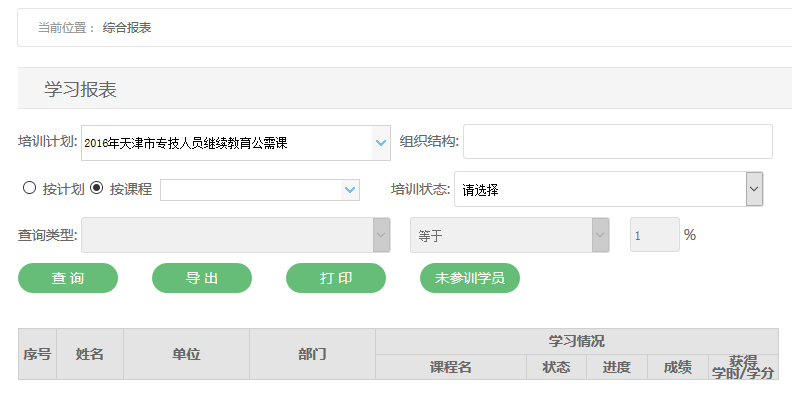 当前位置： 综合报表
学习报表
培训计划: 2016年天津市专技人员继续教育公需课 组织结构:
按计划 按课程 培训状态: 请选择
查询类型: 等于 1 %
查 询 导 出 打 印 未参训学员
序号 姓名 单位 部门 学习情况
课程名 状态 进度 成绩 获得
学时/学分